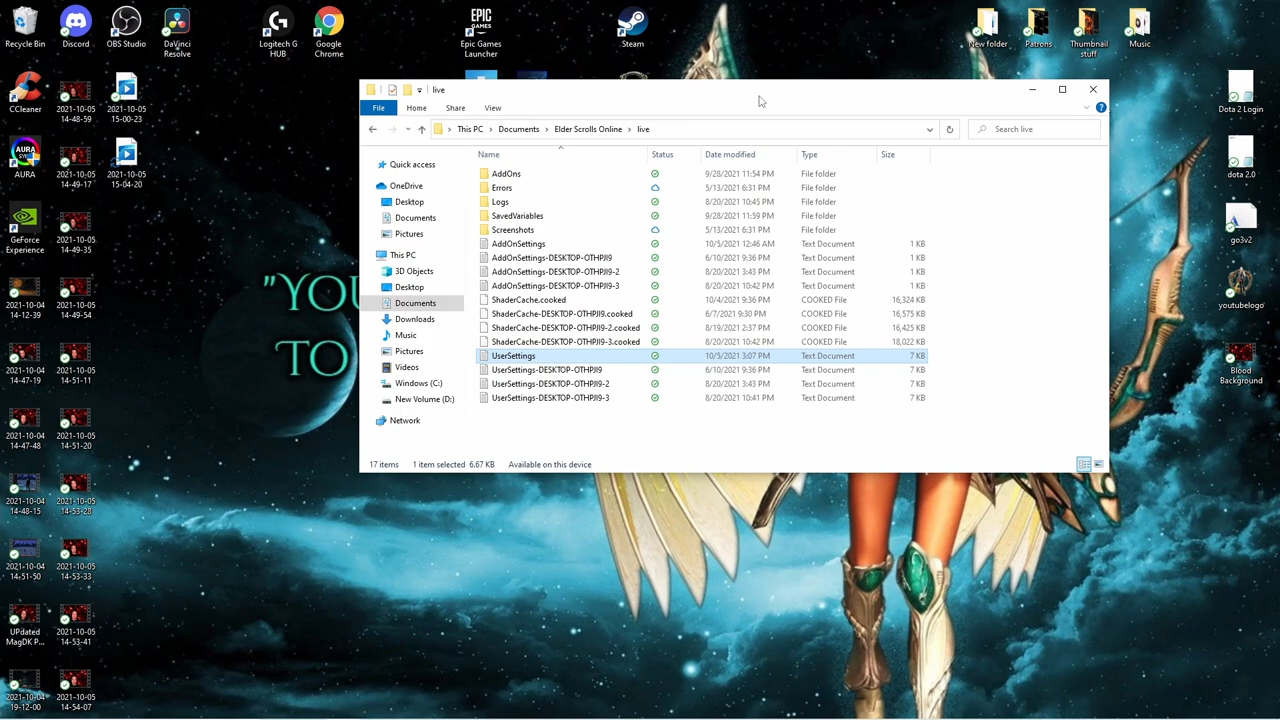 Recycle Bin
Discord
OBS Studio
DaVinci
Resolve
Logitech G
HUB
Google
Chrome
EPIC
GAMES
Epic Games
Launcher
Steam
New folder
Patrons
Thumbnail
stuff
Music
CCleaner
2021-10-05
14-48-59
2021-10-05
15-00-23
AURA
2021-10-05
14-49-17
2021-10-05
15-04-20
GeForce
Experience
2021-10-05
14-49-35
2021-10-04
14-12-39
2021-10-05
14-49-54
2021-10-04
14-47-19
2021-10-05
14-51-11
2021-10-04
14-47-48
2021-10-05
14-51-20
2021-10-04
14-48-15
2021-10-05
14-53-28
2021-10-04
14-51-50
2021-10-05
14-53-33
UPdated
MagDK P...
2021-10-05
14-53-41
2021-10-04
19-12-00
2021-10-05
14-54-07
"YOU
TO
live
File Home Share View
This PC > Documents > Elder Scrolls Online > live
Search live
Quick access
OneDrive
Desktop
Documents
Pictures
This PC
3D Objects
Desktop
Documents
Downloads
Music
Pictures
Videos
Windows (C:)
New Volume (D:)
Network
Name Status Date modified Type Size
AddOns 9/28/2021 11:54 PM File folder
Errors 5/13/2021 6:31 PM File folder
Logs 8/20/2021 10:45 PM File folder
SavedVariables 9/28/2021 11:59 PM File folder
Screenshots 5/13/2021 6:31 PM File folder
AddOnSettings 10/5/2021 12:46 AM Text Document 1 KB
AddOnSettings-DESKTOP-OTHPJI9 6/10/2021 9:36 PM Text Document 1 KB
AddOnSettings-DESKTOP-OTHPJI9-2 8/20/2021 3:43 PM Text Document 1 KB
AddOnSettings-DESKTOP-OTHPJI9-3 8/20/2021 10:42 PM Text Document 1 KB
ShaderCache.cooked 10/4/2021 9:36 PM COOKED File 16,324 KB
ShaderCache-DESKTOP-OTHPJI9.cooked 6/7/2021 9:30 PM COOKED File 16,575 KB
ShaderCache-DESKTOP-OTHPJI9-2.cooked 8/19/2021 2:37 PM COOKED File 16,425 KB
ShaderCache-DESKTOP-OTHPJI9-3.cooked 8/20/2021 10:42 PM COOKED File 18,022 KB
UserSettings 10/5/2021 3:07 PM Text Document 7 KB
UserSettings-DESKTOP-OTHPJI9 6/10/2021 9:36 PM Text Document 7 KB
UserSettings-DESKTOP-OTHPJI9-2 8/20/2021 3:43 PM Text Document 7 KB
UserSettings-DESKTOP-OTHPJI9-3 8/20/2021 10:41 PM Text Document 7 KB
17 items 1 item selected 6.67 KB Available on this device
Dota 2 Login
dota 2.0
go3v2
youtubelogo
Blood
Background